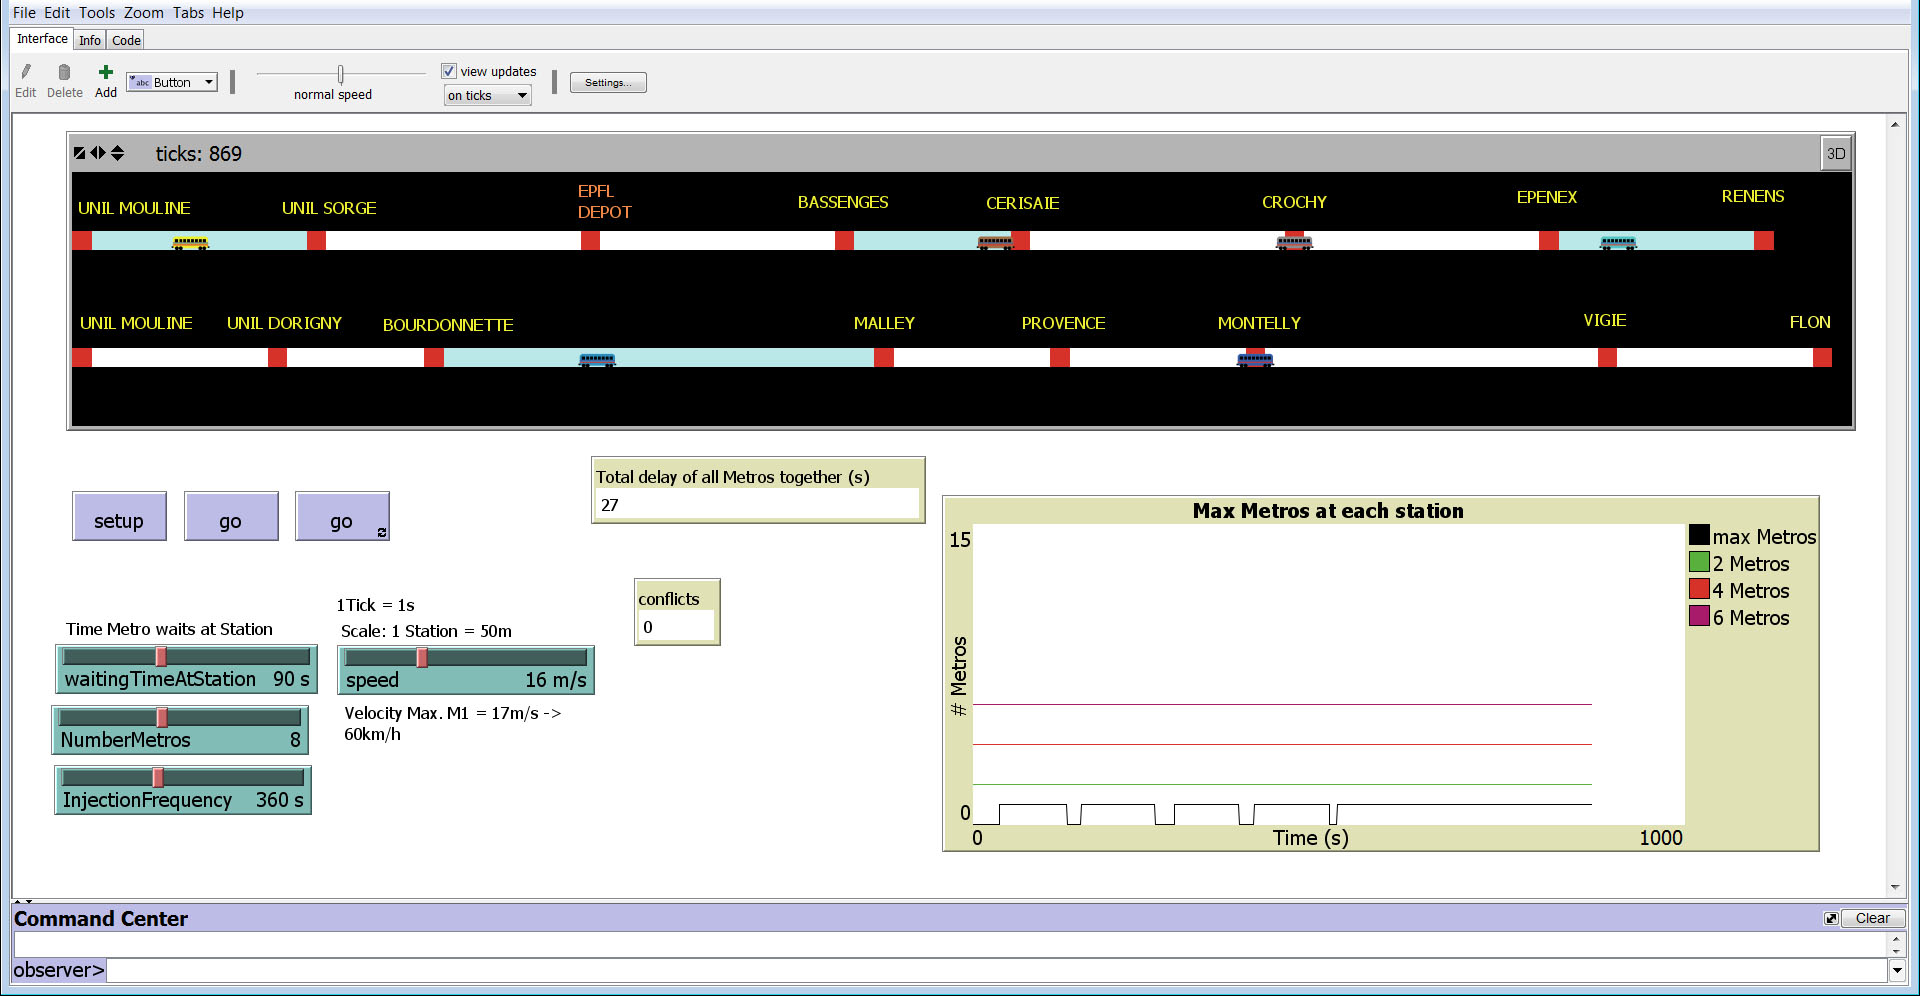 File Edit Tools Zoom Tabs Help
Interface Info Code
Edit Delete Add abc Button normal speed view updates on ticks Settings...
ticks: 869 3D
UNIL MOULINE UNIL SORGE EPFL DEPOT BASSENGES CERISAIE CROCHY EPENEX RENENS
UNIL MOULINE UNIL DORIGNY BOURDONNETTE MALLEY PROVENCE MONTELLY VIGIE FLON
setup go go
Total delay of all Metros together (s)
27
conflicts
0
1Tick = 1s
Time Metro waits at Station
Scale: 1 Station = 50m
waitingTimeAtStation 90 s
speed 16 m/s
NumberMetros 8
Velocity Max. M1 = 17m/s ->
60km/h
InjectionFrequency 360 s
Max Metros at each station
15
# Metros
0
0 Time (s) 1000
max Metros
2 Metros
4 Metros
6 Metros
Command Center Clear
observer>